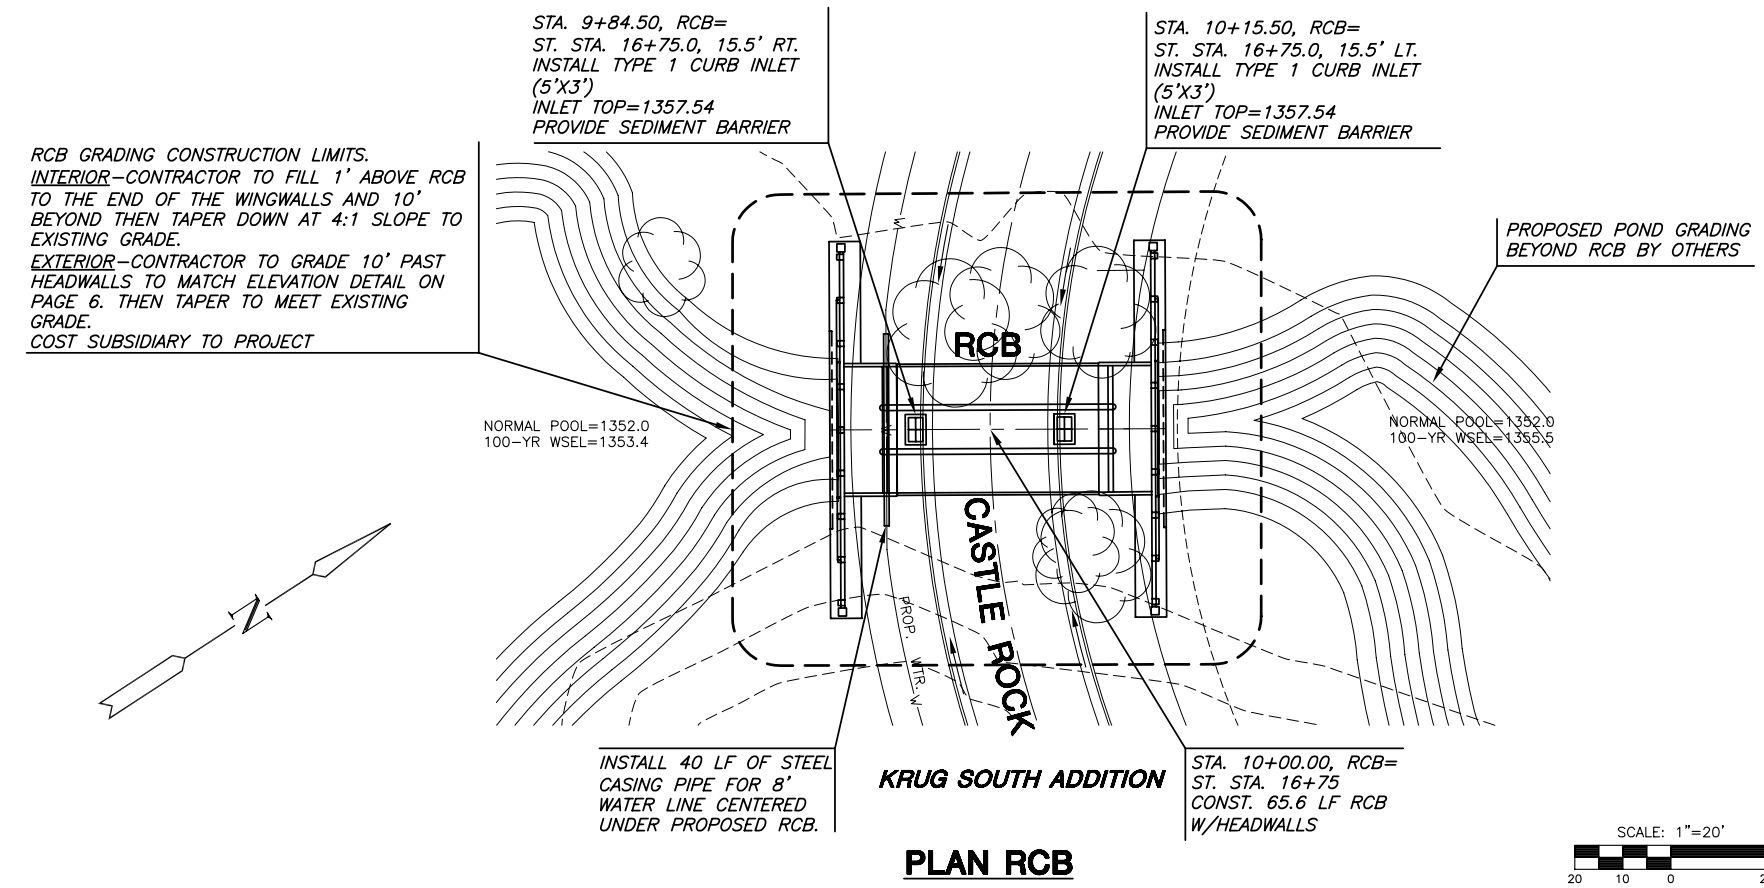 STA. 9+84.50, RCB=
ST. STA. 16+75.0, 15.5' RT.
INSTALL TYPE 1 CURB INLET
(5'X3')
INLET TOP=1357.54
PROVIDE SEDIMENT BARRIER
STA. 10+15.50, RCB=
ST. STA. 16+75.0, 15.5' LT.
INSTALL TYPE 1 CURB INLET
(5'X3')
INLET TOP=1357.54
PROVIDE SEDIMENT BARRIER
RCB GRADING CONSTRUCTION LIMITS.
INTERIOR-CONTRACTOR TO FILL 1' ABOVE RCB
TO THE END OF THE WINGWALLS AND 10'
BEYOND THEN TAPER DOWN AT 4:1 SLOPE TO
EXISTING GRADE.
EXTERIOR-CONTRACTOR TO GRADE 10' PAST
HEADWALLS TO MATCH ELEVATION DETAIL ON
PAGE 6. THEN TAPER TO MEET EXISTING
GRADE.
COST SUBSIDIARY TO PROJECT
PROPOSED POND GRADING
BEYOND RCB BY OTHERS
W
RCB
NORMAL POOL=1352.0
100-YR WSEL=1353.4
NORMAL POOL=1352.0
100-YR WSEL=1355.5
CASTLE ROCK
PROP. WTR.
W
N
INSTALL 40 LF OF STEEL
CASING PIPE FOR 8'
WATER LINE CENTERED
UNDER PROPOSED RCB.
KRUG SOUTH ADDITION
STA. 10+00.00, RCB=
ST. STA. 16+75
CONST. 65.6 LF RCB
W/HEADWALLS
PLAN RCB
SCALE: 1"=20'
20 10 0